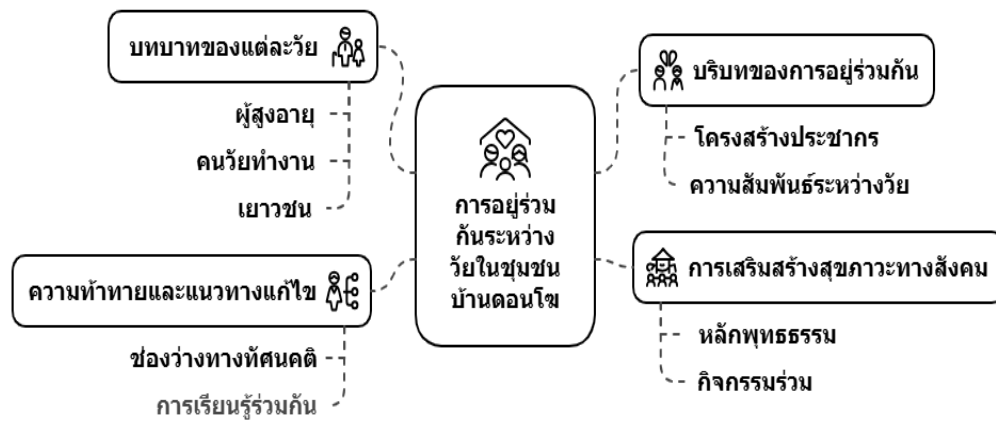 บทบาทของแต่ละวัย
ผู้สูงอายุ
คนวัยทำงาน
เยาวชน
ความท้าทายและแนวทางแก้ไข
ช่องว่างทางทัศนคติ
การเรียนรู้ร่วมกัน
การอยู่ร่วม
กันระหว่าง
วัยในชุมชน
บ้านดอนโฆ
บริบทของการอยู่ร่วมกัน
โครงสร้างประชากร
ความสัมพันธ์ระหว่างวัย
การเสริมสร้างสุขภาวะทางสังคม
หลักพุทธธรรม
กิจกรรมร่วม